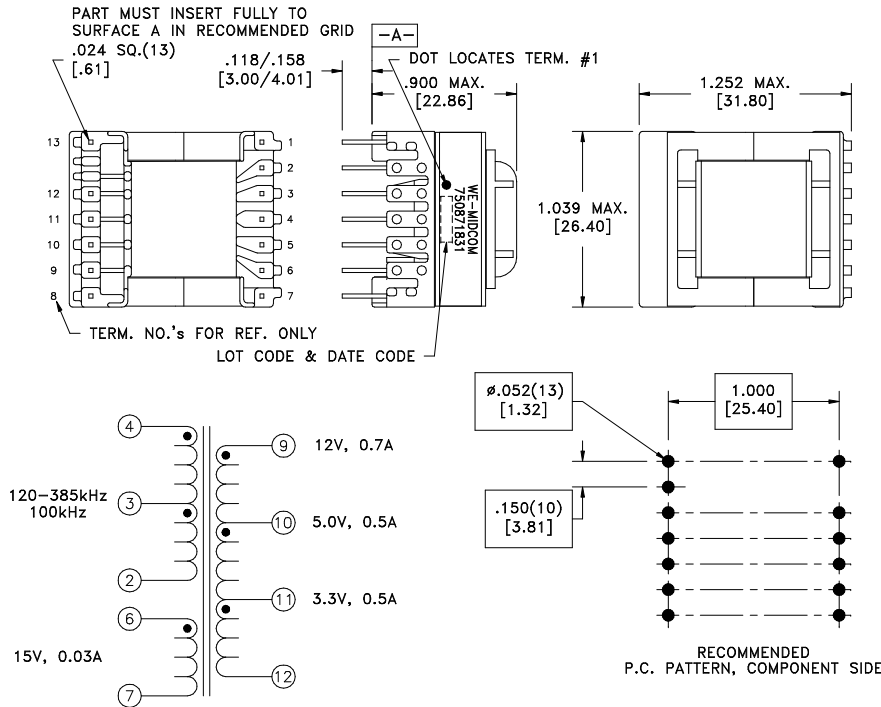 PART MUST INSERT FULLY TO
SURFACE A IN RECOMMENDED GRID
.024 SQ.(13)
[.61]
.118/.158
[3.00/4.01]
-A-
DOT LOCATES TERM. #1
.900 MAX.
[22.86]
1.252 MAX.
[31.80]
13
12
11
10
9
8
1
2
3
4
5
6
7
WE-MIDCOM
750871831
1.039 MAX.
[26.40]
TERM. NO.'s FOR REF. ONLY
LOT CODE & DATE CODE
4
3
2
6
7
120-385kHz
100kHz
15V, 0.03A
9
10
11
12
12V, 0.7A
5.0V, 0.5A
3.3V, 0.5A
ø.052(13)
[1.32]
1.000
[25.40]
.150(10)
[3.81]
RECOMMENDED
P.C. PATTERN, COMPONENT SIDE